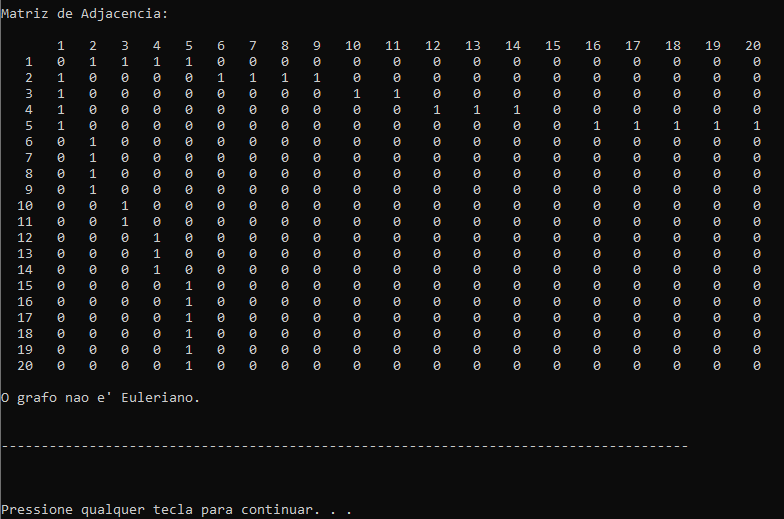 Matriz de Adjacencia:
1 2 3 4 5 6 7 8 9 10 11 12 13 14 15 16 17 18 19 20
1 0 1 1 1 1 0 0 0 0 0 0 0 0 0 0 0 0 0 0 0
2 1 0 0 0 0 1 1 1 1 0 0 0 0 0 0 0 0 0 0 0
3 1 0 0 0 0 0 0 0 0 1 1 0 0 0 0 0 0 0 0 0
4 1 0 0 0 0 0 0 0 0 0 0 1 1 1 0 0 0 0 0 0
5 1 0 0 0 0 0 0 0 0 0 0 0 0 0 0 1 1 1 1 1
6 0 1 0 0 0 0 0 0 0 0 0 0 0 0 0 0 0 0 0 0
7 0 1 0 0 0 0 0 0 0 0 0 0 0 0 0 0 0 0 0 0
8 0 1 0 0 0 0 0 0 0 0 0 0 0 0 0 0 0 0 0 0
9 0 1 0 0 0 0 0 0 0 0 0 0 0 0 0 0 0 0 0 0
10 0 0 1 0 0 0 0 0 0 0 0 0 0 0 0 0 0 0 0 0
11 0 0 1 0 0 0 0 0 0 0 0 0 0 0 0 0 0 0 0 0
12 0 0 0 1 0 0 0 0 0 0 0 0 0 0 0 0 0 0 0 0
13 0 0 0 1 0 0 0 0 0 0 0 0 0 0 0 0 0 0 0 0
14 0 0 0 1 0 0 0 0 0 0 0 0 0 0 0 0 0 0 0 0
15 0 0 0 0 1 0 0 0 0 0 0 0 0 0 0 0 0 0 0 0
16 0 0 0 0 1 0 0 0 0 0 0 0 0 0 0 0 0 0 0 0
17 0 0 0 0 1 0 0 0 0 0 0 0 0 0 0 0 0 0 0 0
18 0 0 0 0 1 0 0 0 0 0 0 0 0 0 0 0 0 0 0 0
19 0 0 0 0 1 0 0 0 0 0 0 0 0 0 0 0 0 0 0 0
20 0 0 0 0 1 0 0 0 0 0 0 0 0 0 0 0 0 0 0 0
O grafo nao e' Euleriano.
--------------------------------------------------------------------------------------
Pressione qualquer tecla para continuar. . .